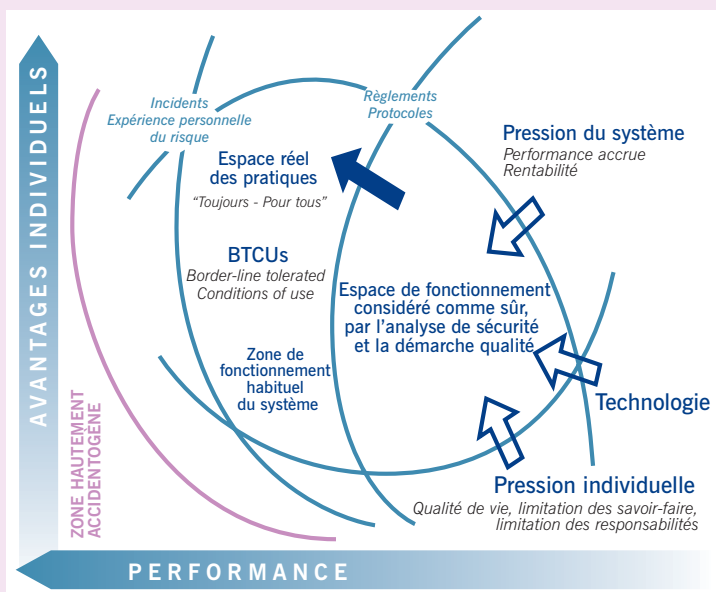 AVANTAGES INDIVIDUELS
ZONE HAUTEMENT
ACCIDENTOGÈNE
Incidents
Expérience personnelle
du risque
Règlements
Protocoles
Espace réel
des pratiques
“Toujours - Pour tous”
BTCUs
Border-line tolerated
Conditions of use
Zone de
fonctionnement
habituel
du système
Espace de fonctionnement
considéré comme sûr,
par l’analyse de sécurité
et la démarche qualité
Pression du système
Performance accrue
Rentabilité
Technologie
Pression individuelle
Qualité de vie, limitation des savoir-faire,
limitation des responsabilités
PERFORMANCE